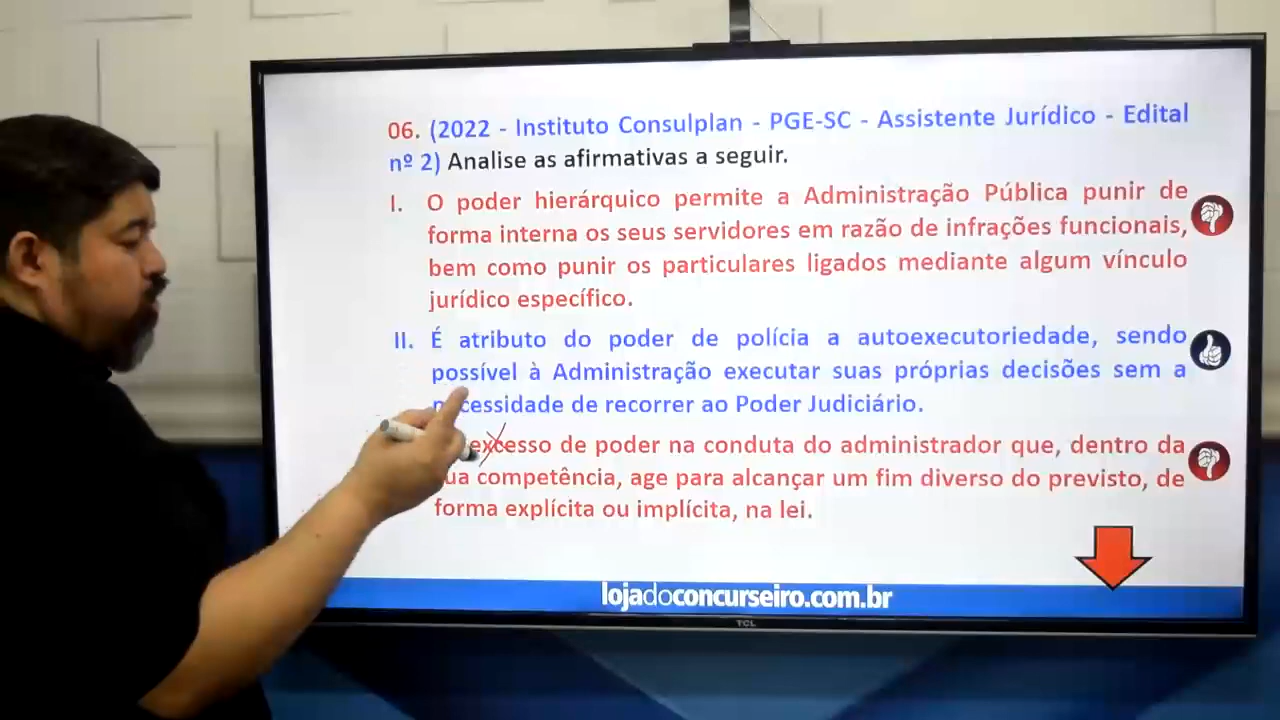 06. (2022 - Instituto Consulplan - PGE-SC - Assistente Jurídico - Edital
nº 2) Analise as afirmativas a seguir.
I. O poder hierárquico permite a Administração Pública punir de
forma interna os seus servidores em razão de infrações funcionais,
bem como punir os particulares ligados mediante algum vínculo
jurídico específico.
II. É atributo do poder de polícia a autoexecutoriedade, sendo
possível à Administração executar suas próprias decisões sem a
necessidade de recorrer ao Poder Judiciário.
excesso de poder na conduta do administrador que, dentro da
sua competência, age para alcançar um fim diverso do previsto, de
forma explícita ou implícita, na lei.
lojadoconcurseiro.com.br
TCL